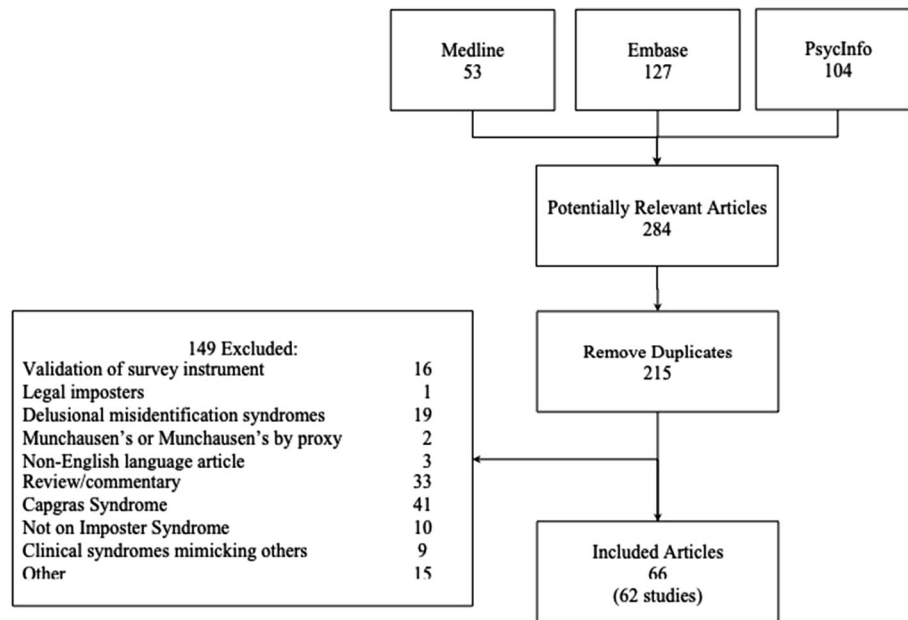 Medline
53
Embase
127
PsycInfo
104
Potentially Relevant Articles
284
Remove Duplicates
215
149 Excluded:
Validation of survey instrument 16
Legal imposters 1
Delusional misidentification syndromes 19
Munchausen's or Munchausen's by proxy 2
Non-English language article 3
Review/commentary 33
Capgras Syndrome 41
Not on Imposter Syndrome 10
Clinical syndromes mimicking others 9
Other 15
Included Articles
66
(62 studies)